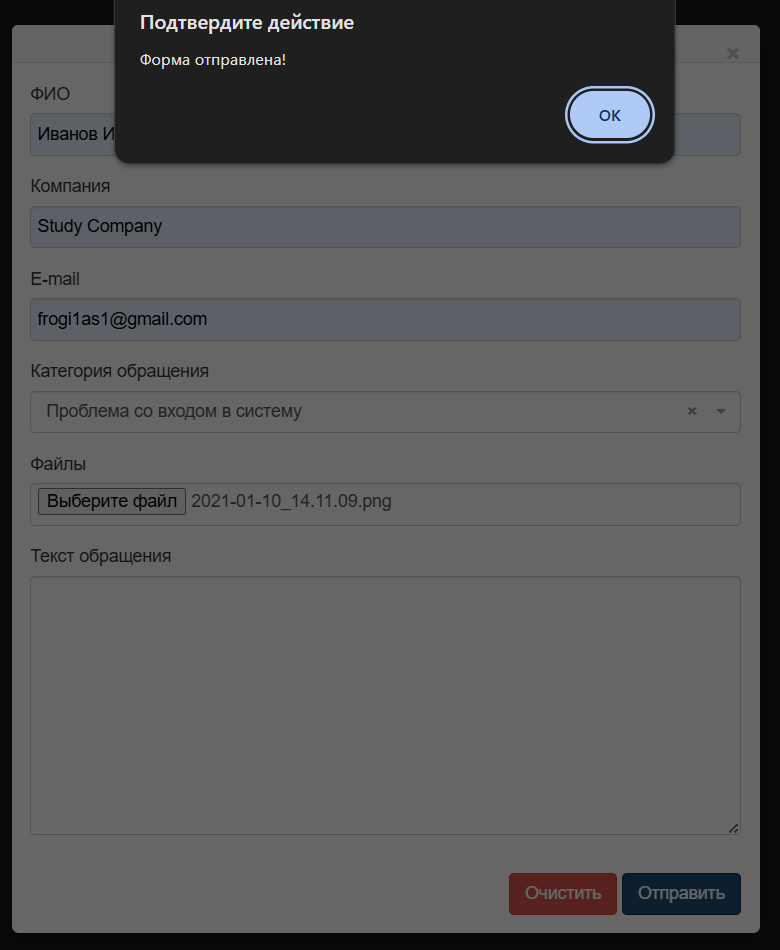 Подтвердите действие
Форма отправлена!
ОК
×
ФИО
Иванов И
Компания
Study Company
E-mail
frogi1as1@gmail.com
Категория обращения
Проблема со входом в систему
×
Файлы
Выберите файл 2021-01-10_14.11.09.png
Текст обращения
Очистить Отправить